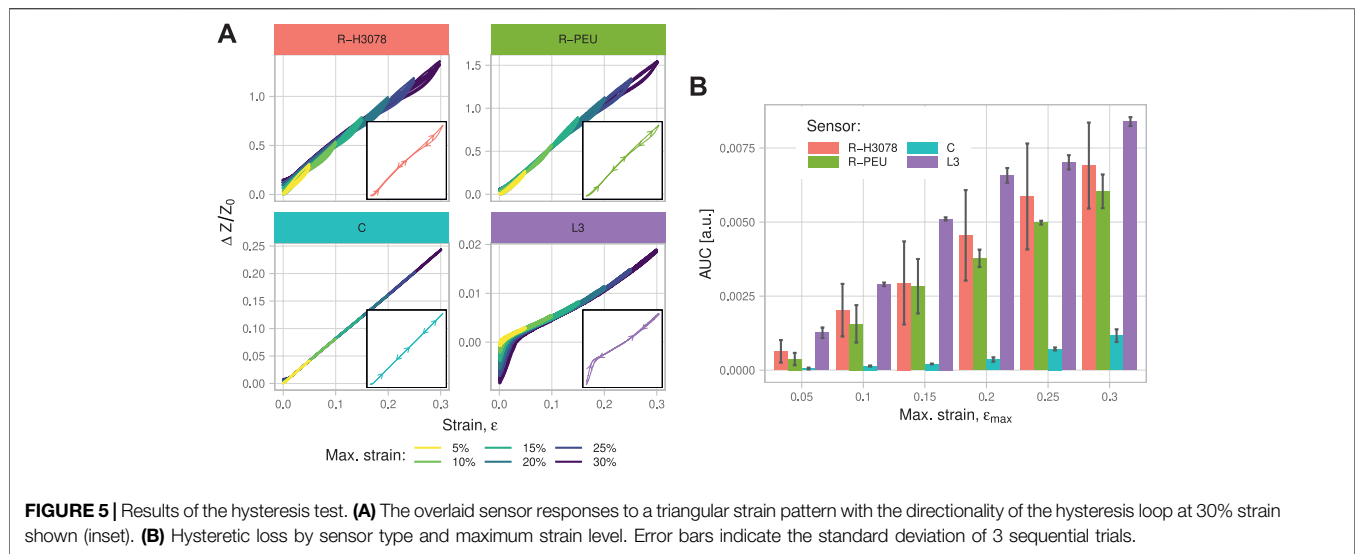 A
R−H3078
R−PEU
1.0
0.5
0.0
1.5
1.0
0.5
0.0
Δ Z/Z0
C
L3
0.25
0.20
0.15
0.10
0.05
0.00
0.02
0.01
0.00
0.0 0.1 0.2 0.3
0.0 0.1 0.2 0.3
Strain, ε
Max. strain: 5% 15% 25%
10% 20% 30%
B
Sensor:
R−H3078 C
R−PEU L3
AUC [a.u.]
0.0075
0.0050
0.0025
0.0000
0.05 0.1 0.15 0.2 0.25 0.3
Max. strain, εmax
FIGURE 5 | Results of the hysteresis test. (A) The overlaid sensor responses to a triangular strain pattern with the directionality of the hysteresis loop at 30% strain
shown (inset). (B) Hysteretic loss by sensor type and maximum strain level. Error bars indicate the standard deviation of 3 sequential trials.